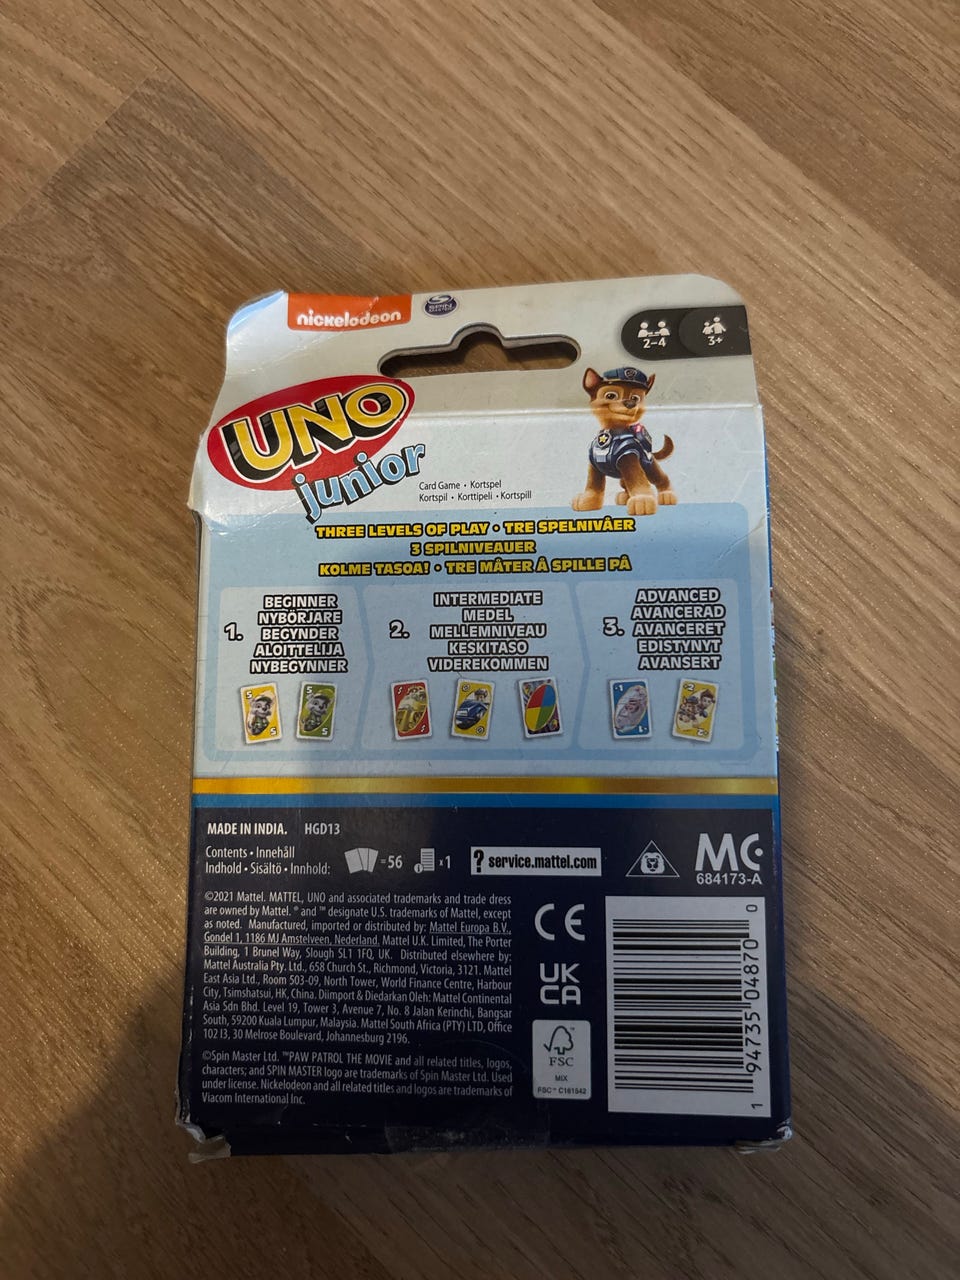 nickelodeon
SPIN
MASTER
2-4
3+
UNO
junior
Card Game • Kortspel
Kortspil • Korttipeli • Kortspill
THREE LEVELS OF PLAY • TRE SPELNIVÅER
3 SPILNIVEAUER
KOLME TASOA! • TRE MÅTER Å SPILLE PÅ
1.
BEGINNER
NYBÖRJARE
BEGYNDER
ALOITTELIJA
NYBEGYNNER
2.
INTERMEDIATE
MEDEL
MELLEMNIVEAU
KESKITASO
VIDEREKOMMEN
3.
ADVANCED
AVANCERAD
AVANCERET
EDISTYNYT
AVANSERT
MADE IN INDIA. HGD13
Contents • Innehåll
Indhold • Sisältö • Innhold:
=56
x1
? service.mattel.com
MC
684173-A
©2021 Mattel. MATTEL, UNO and associated trademarks and trade dress
are owned by Mattel. ® and ™ designate U.S. trademarks of Mattel, except
as noted. Manufactured, imported or distributed by: Mattel Europa B.V.,
Gondel 1, 1186 MJ Amstelveen, Nederland. Mattel U.K. Limited, The Porter
Building, 1 Brunel Way, Slough SL1 1FQ, UK. Distributed elsewhere by:
Mattel Australia Pty. Ltd., 658 Church St., Richmond, Victoria, 3121. Mattel
East Asia Ltd., Room 503-09, North Tower, World Finance Centre, Harbour
City, Tsimshatsui, HK, China. Diimport & Diedarkan Oleh: Mattel Continental
Asia Sdn Bhd. Level 19, Tower 3, Avenue 7, No. 8 Jalan Kerinchi, Bangsar
South, 59200 Kuala Lumpur, Malaysia. Mattel South Africa (PTY) LTD, Office
102 I3, 30 Melrose Boulevard, Johannesburg 2196.
©Spin Master Ltd. ™PAW PATROL THE MOVIE and all related titles, logos,
characters; and SPIN MASTER logo are trademarks of Spin Master Ltd. Used
under license. Nickelodeon and all related titles and logos are trademarks of
Viacom International Inc.
CE
UK
CA
FSC
MIX
FSC™ C161542
1 94735 04870 0